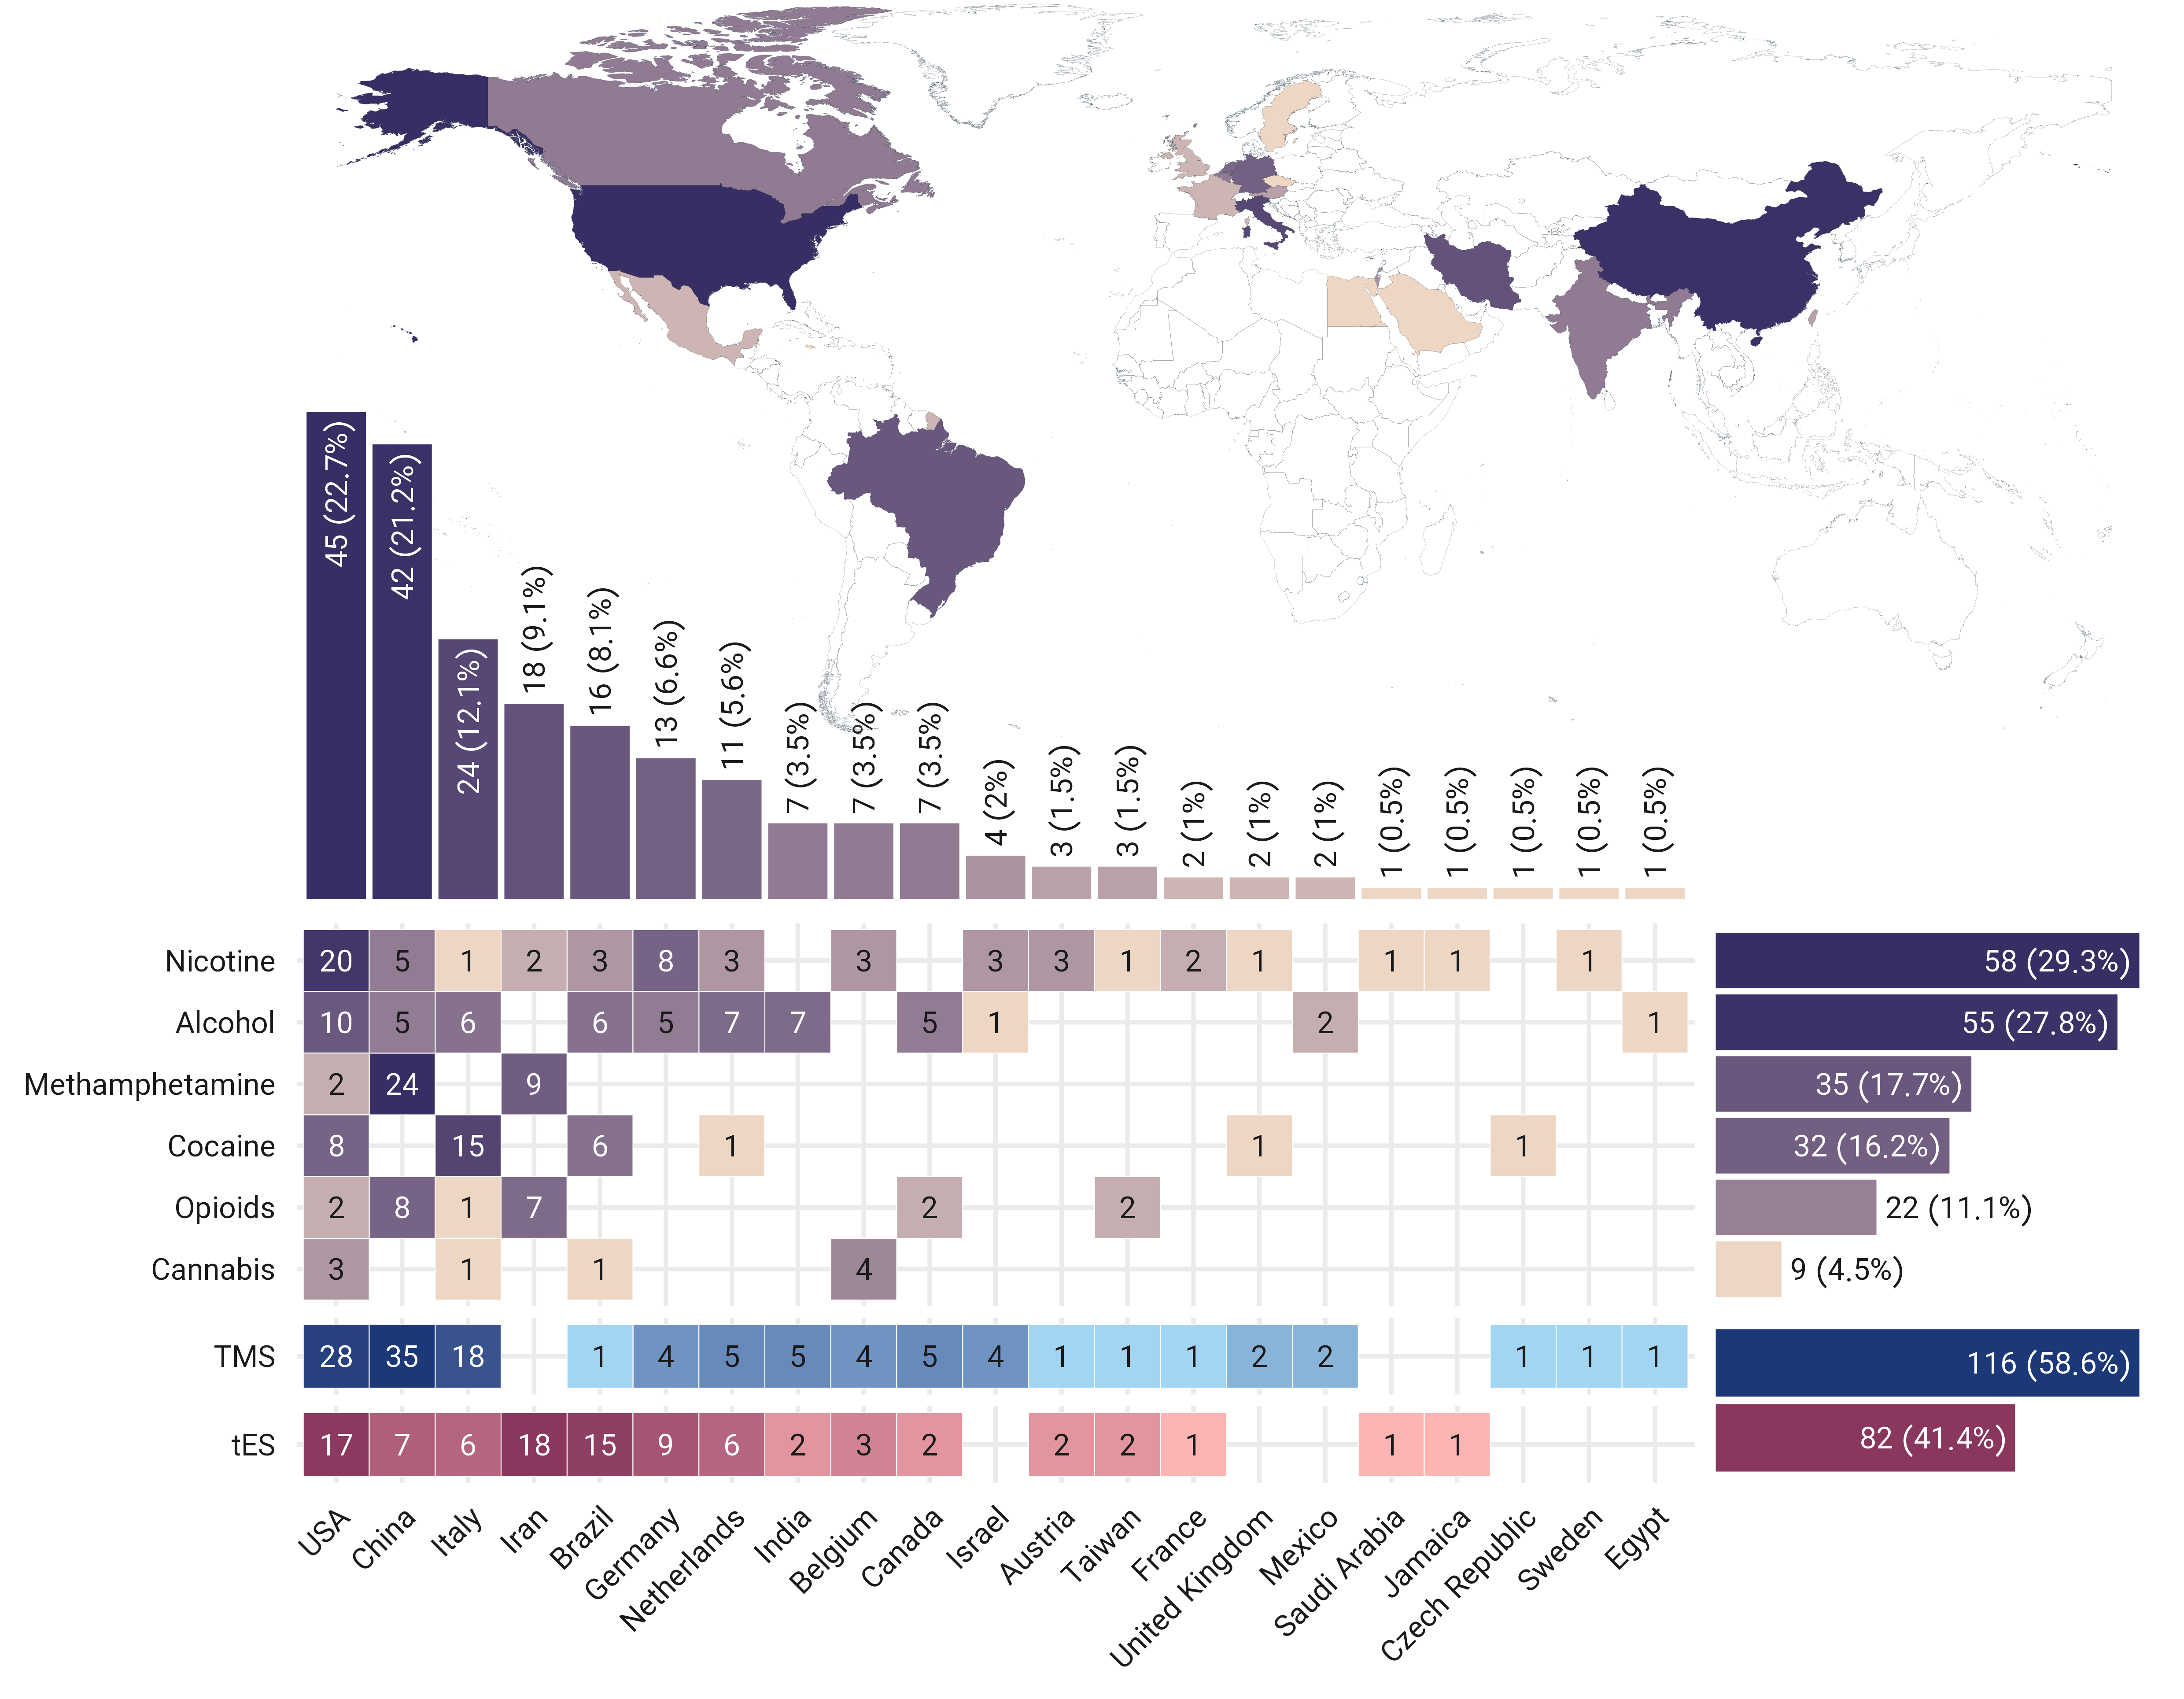 45 (22.7%)
42 (21.2%)
24 (12.1%)
18 (9.1%)
16 (8.1%)
13 (6.6%)
11 (5.6%)
7 (3.5%)
7 (3.5%)
7 (3.5%)
4 (2%)
3 (1.5%)
3 (1.5%)
2 (1%)
2 (1%)
2 (1%)
1 (0.5%)
1 (0.5%)
1 (0.5%)
1 (0.5%)
1 (0.5%)
Nicotine 20 5 1 2 3 8 3 3 3 3 1 2 1 1 1 1 58 (29.3%)
Alcohol 10 5 6 6 5 7 7 5 1 2 1 55 (27.8%)
Methamphetamine 2 24 9 35 (17.7%)
Cocaine 8 15 6 1 1 1 32 (16.2%)
Opioids 2 8 1 7 2 2 22 (11.1%)
Cannabis 3 1 1 4 9 (4.5%)
TMS 28 35 18 1 4 5 5 4 5 4 1 1 1 2 2 1 1 1 116 (58.6%)
tES 17 7 6 18 15 9 6 2 3 2 2 2 1 1 1 82 (41.4%)
USA
China
Italy
Iran
Brazil
Germany
Netherlands
India
Belgium
Canada
Israel
Austria
Taiwan
France
United Kingdom
Mexico
Saudi Arabia
Jamaica
Czech Republic
Sweden
Egypt